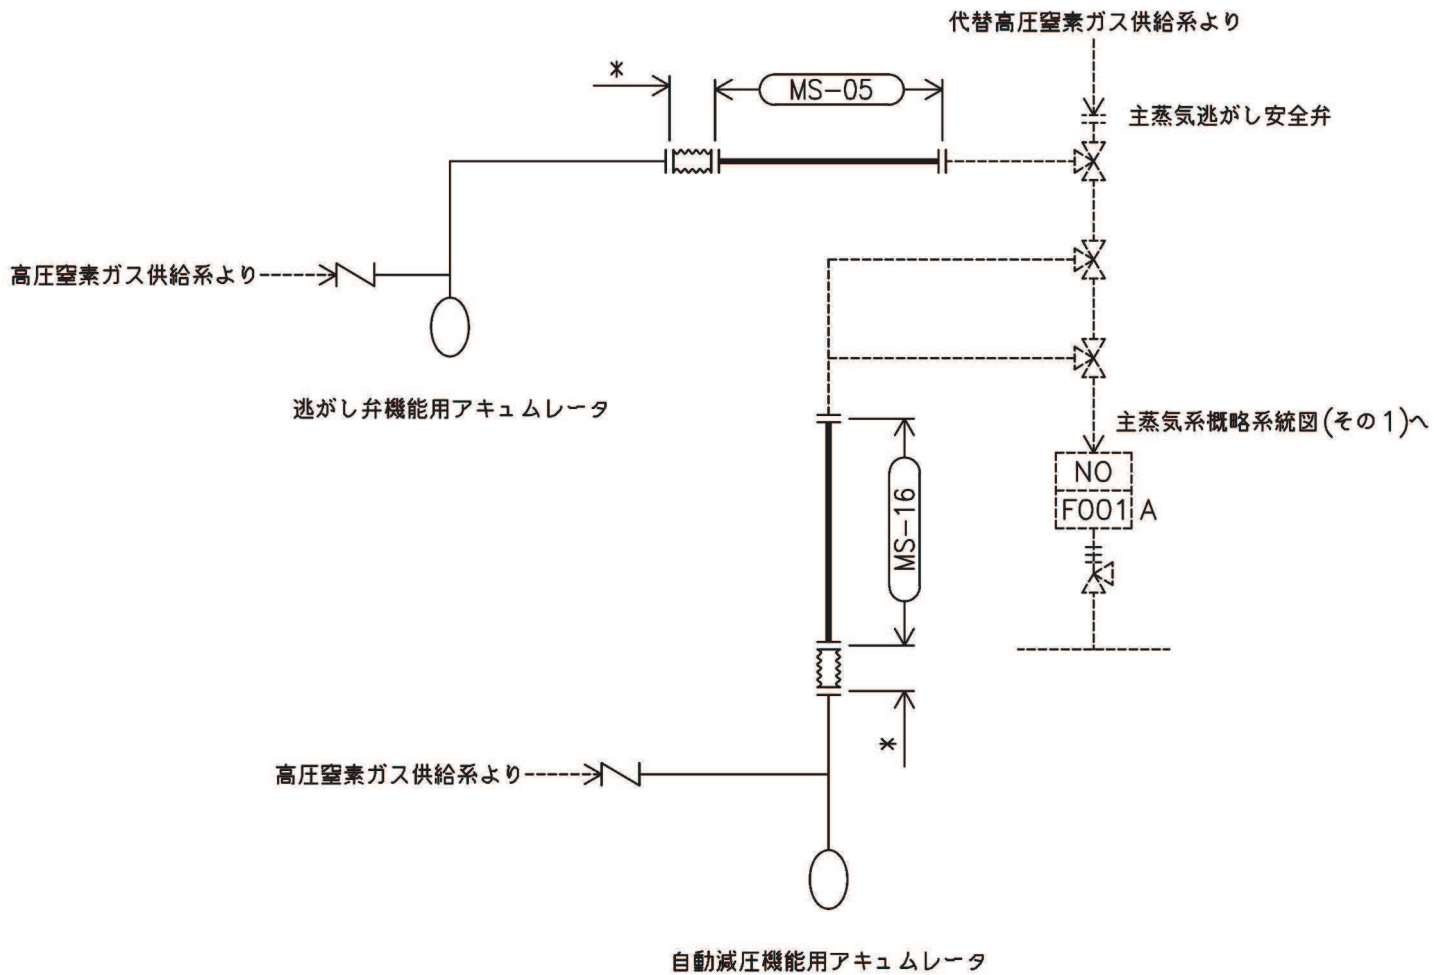 代替高圧窒素ガス供給系より
*
MS-05
主蒸気逃がし安全弁
高圧窒素ガス供給系より
逃がし弁機能用アキュムレータ
主蒸気系概略系統図(その1)へ
MS-16
NO
F001 A
*
高圧窒素ガス供給系より
自動減圧機能用アキュムレータ